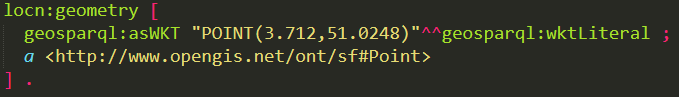 locn:geometry [
geosparql:asWKT "POINT(3.712,51.0248)"^^geosparql:wktLiteral ;
a <http://www.opengis.net/ont/sf#Point>
] .